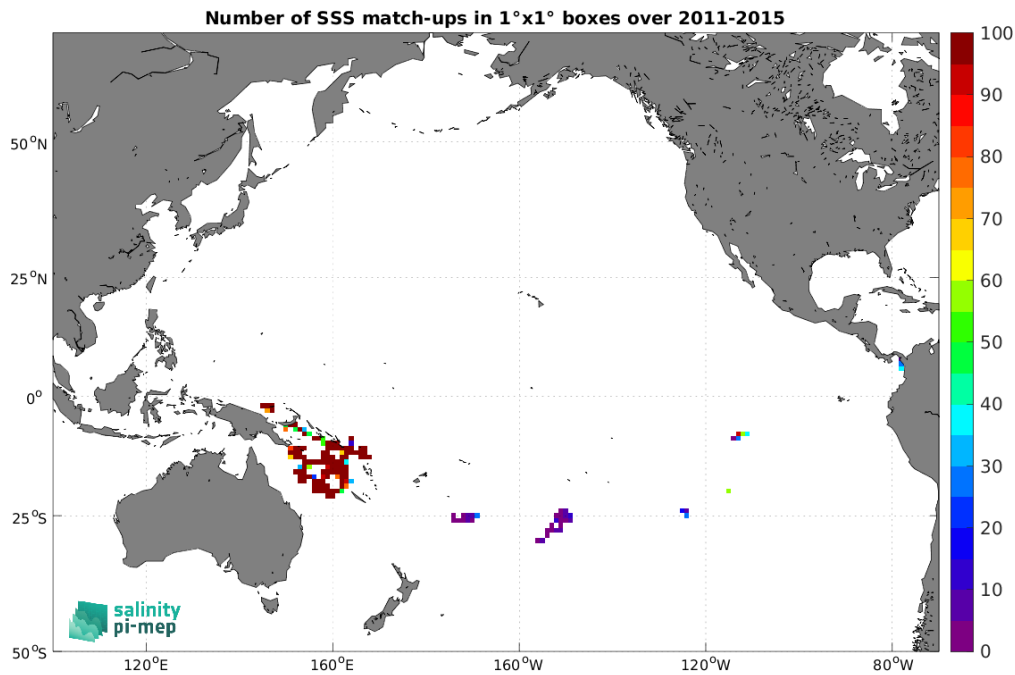 Number of SSS match-ups in 1°x1° boxes over 2011-2015
100
90
80
70
60
50
40
30
20
10
0
50°N
25°N
0°
25°S
50°S
120°E
160°E
160°W
120°W
80°W
salinity
pi-mep